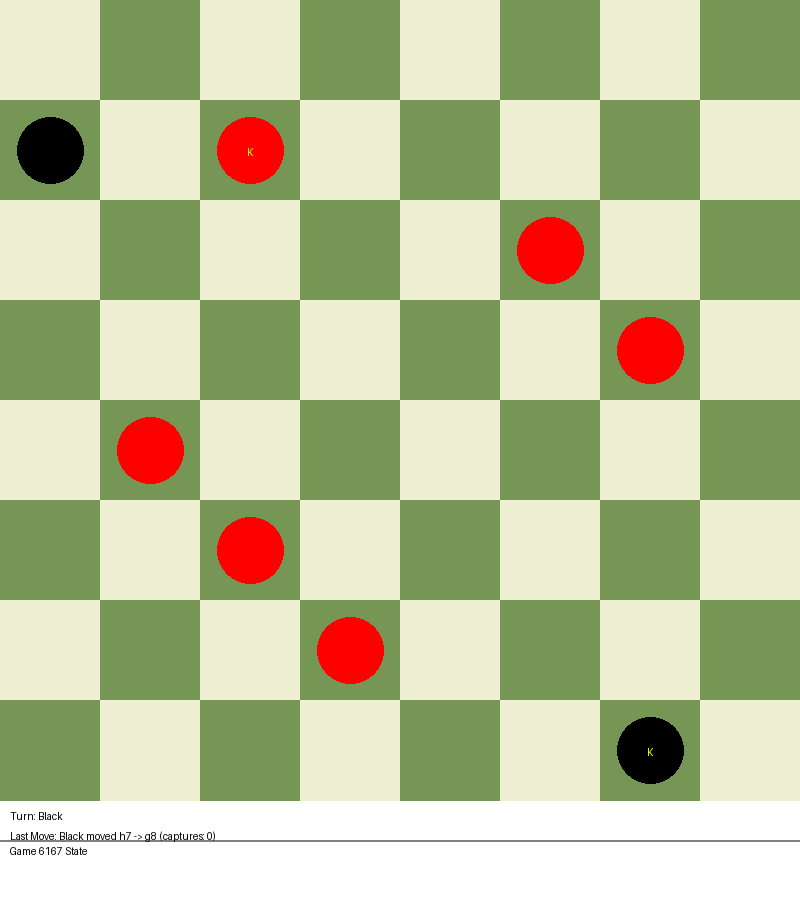 K
K
Turn: Black
Last Move: Black moved h7 -> g8 (captures: 0)
Game 6167 State